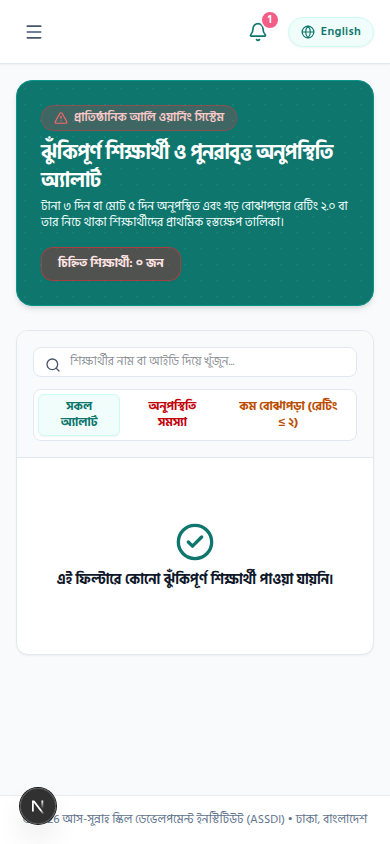 1
English
প্রাতিষ্ঠানিক আর্লি ওয়ার্নিং সিস্টেম
ঝুঁকিপূর্ণ শিক্ষার্থী ও পুনরাবৃত্ত অনুপস্থিতি
অ্যালার্ট
টানা ৩ দিন বা মোট ৫ দিন অনুপস্থিত এবং গড় বোঝাপড়ার রেটিং ২.০ বা
তার নিচে থাকা শিক্ষার্থীদের প্রাথমিক হস্তক্ষেপ তালিকা।
চিহ্নিত শিক্ষার্থী: ০ জন
শিক্ষার্থীর নাম বা আইডি দিয়ে খুঁজুন...
সকল
অ্যালার্ট
অনুপস্থিতি
সমস্যা
কম বোঝাপড়া (রেটিং
≤ ২)
এই ফিল্টারে কোনো ঝুঁকিপূর্ণ শিক্ষার্থী পাওয়া যায়নি।
N
26 আস-সুন্নাহ স্কিল ডেভেলপমেন্ট ইনস্টিটিউট (ASSDI) • ঢাকা, বাংলাদেশ